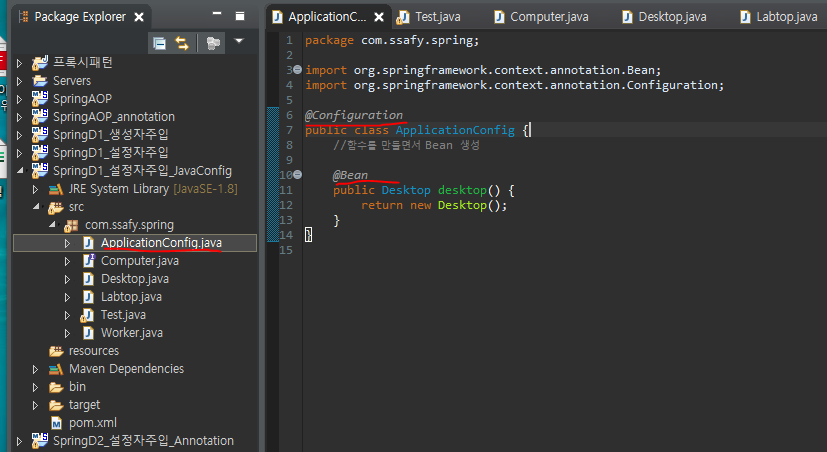 Package Explorer
프록시패턴
Servers
SpringAOP
SpringAOP_annotation
SpringD1_생성자주입
SpringD1_설정자주입
SpringD1_설정자주입_JavaConfig
JRE System Library [JavaSE-1.8]
src
com.ssafy.spring
ApplicationConfig.java
Computer.java
Desktop.java
Labtop.java
Test.java
Worker.java
resources
Maven Dependencies
bin
target
pom.xml
SpringD2_설정자주입_Annotation
ApplicationC... Test.java Computer.java Desktop.java Labtop.java
1 package com.ssafy.spring;
2
3 import org.springframework.context.annotation.Bean;
4 import org.springframework.context.annotation.Configuration;
5
6 @Configuration
7 public class ApplicationConfig {
8 //함수를 만들면서 Bean 생성
9
10 @Bean
11 public Desktop desktop() {
12 return new Desktop();
13 }
14 }
15